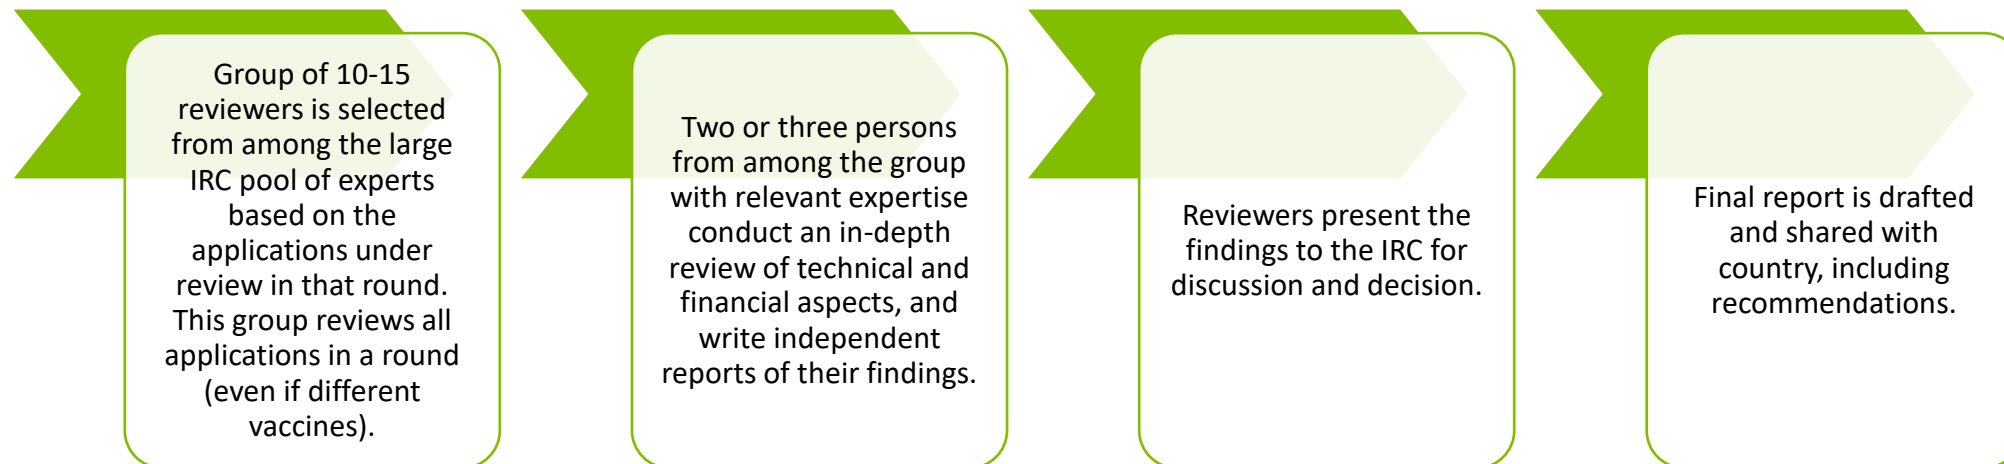 Group of 10-15
reviewers is selected
from among the large
IRC pool of experts
based on the
applications under
review in that round.
This group reviews all
applications in a round
(even if different
vaccines).
Two or three persons
from among the group
with relevant expertise
conduct an in-depth
review of technical and
financial aspects, and
write independent
reports of their findings.
Reviewers present the
findings to the IRC for
discussion and decision.
Final report is drafted
and shared with
country, including
recommendations.